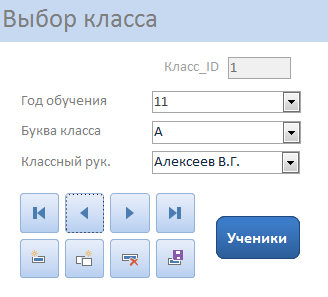 Выбор класса
Класс_ID 1
Год обучения 11
Буква класса А
Классный рук. Алексеев В.Г.
Ученики